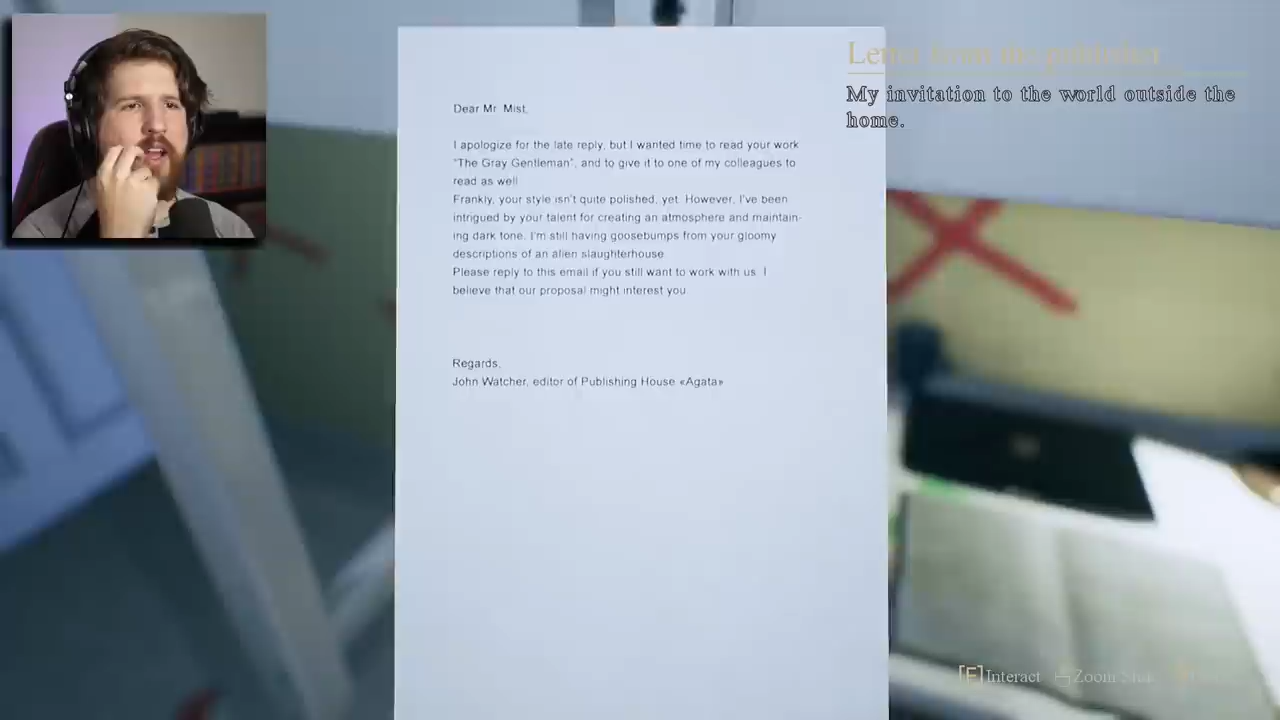 Letter from the publisher
My invitation to the world outside the
home.
Dear Mr. Mist,
I apologize for the late reply, but I wanted time to read your work
"The Gray Gentleman", and to give it to one of my colleagues to
read as well.
Frankly, your style isn't quite polished, yet. However, I've been
intrigued by your talent for creating an atmosphere and maintain-
ing dark tone. I'm still having goosebumps from your gloomy
descriptions of an alien slaughterhouse.
Please reply to this email if you still want to work with us. I
believe that our proposal might interest you.
Regards,
John Watcher, editor of Publishing House «Agata»
[F] Interact Zoom